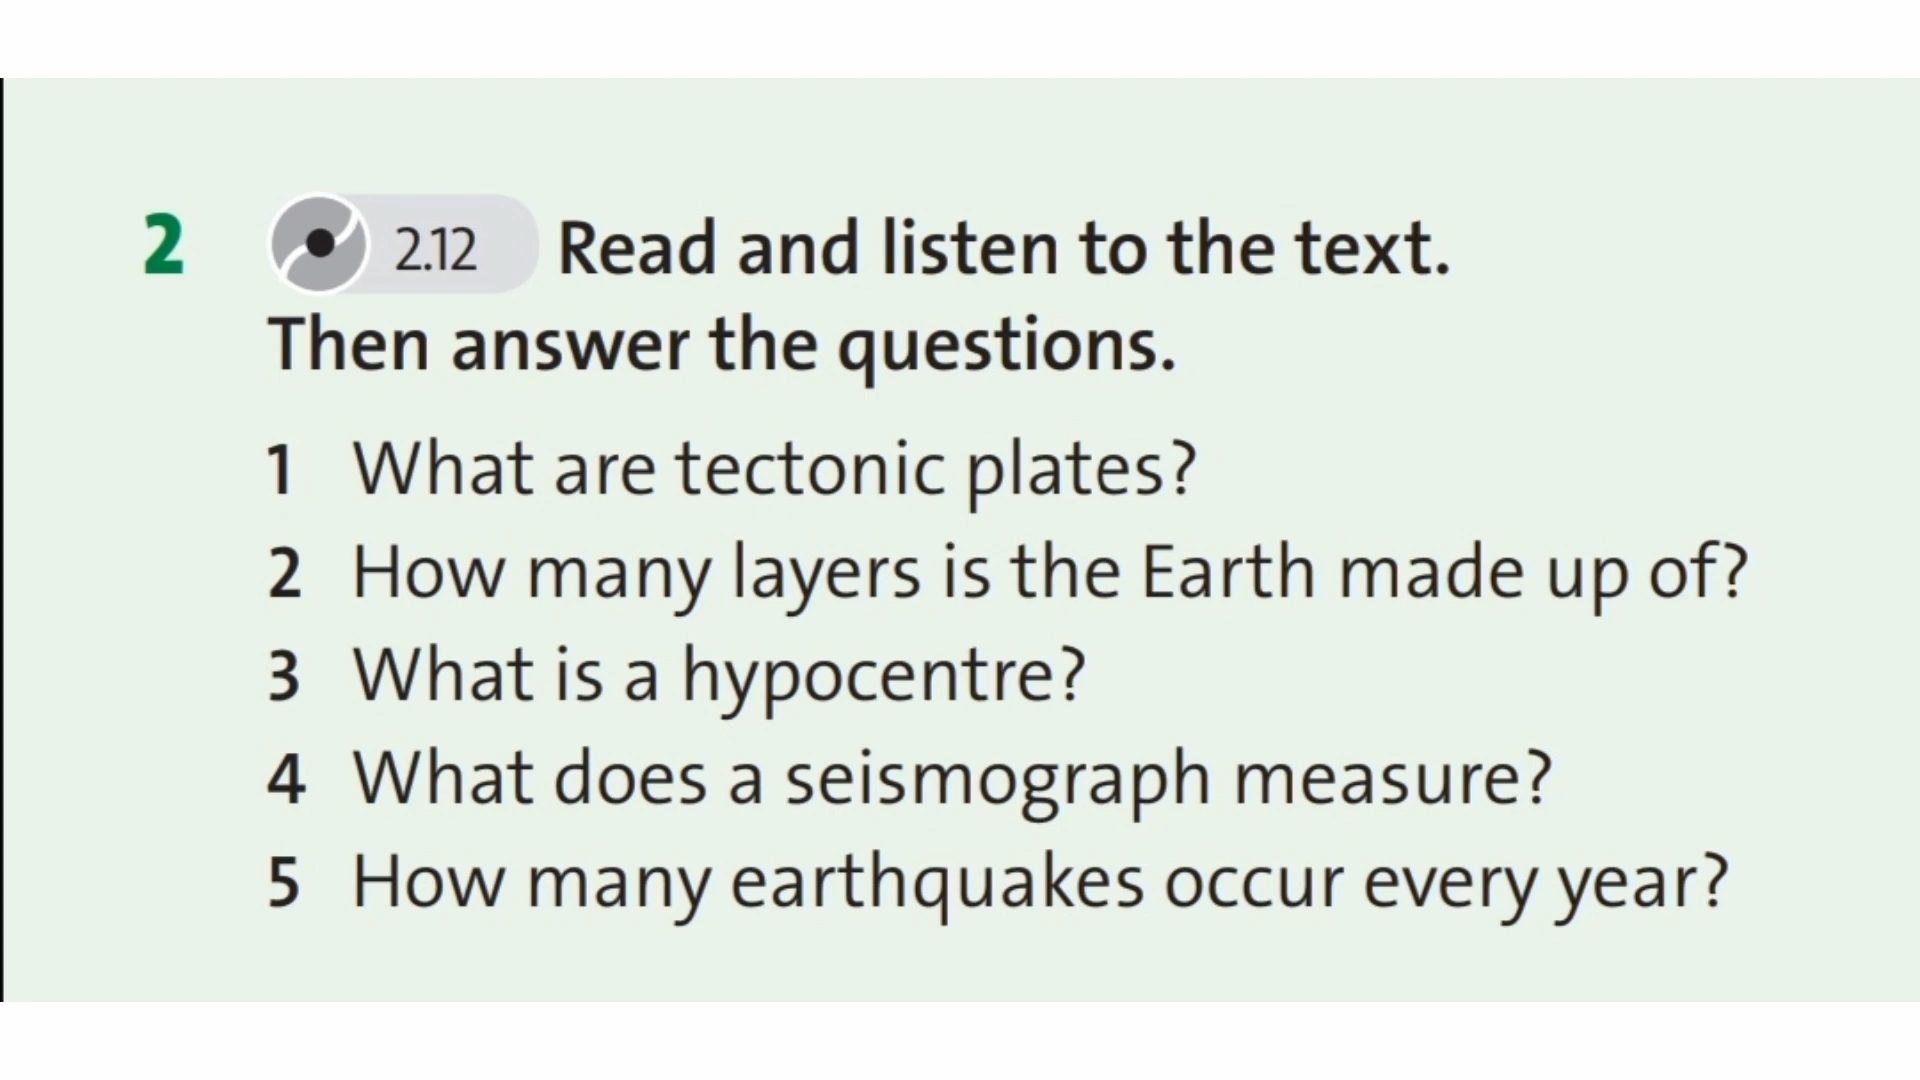 2 2.12 Read and listen to the text.
Then answer the questions.
1 What are tectonic plates?
2 How many layers is the Earth made up of?
3 What is a hypocentre?
4 What does a seismograph measure?
5 How many earthquakes occur every year?